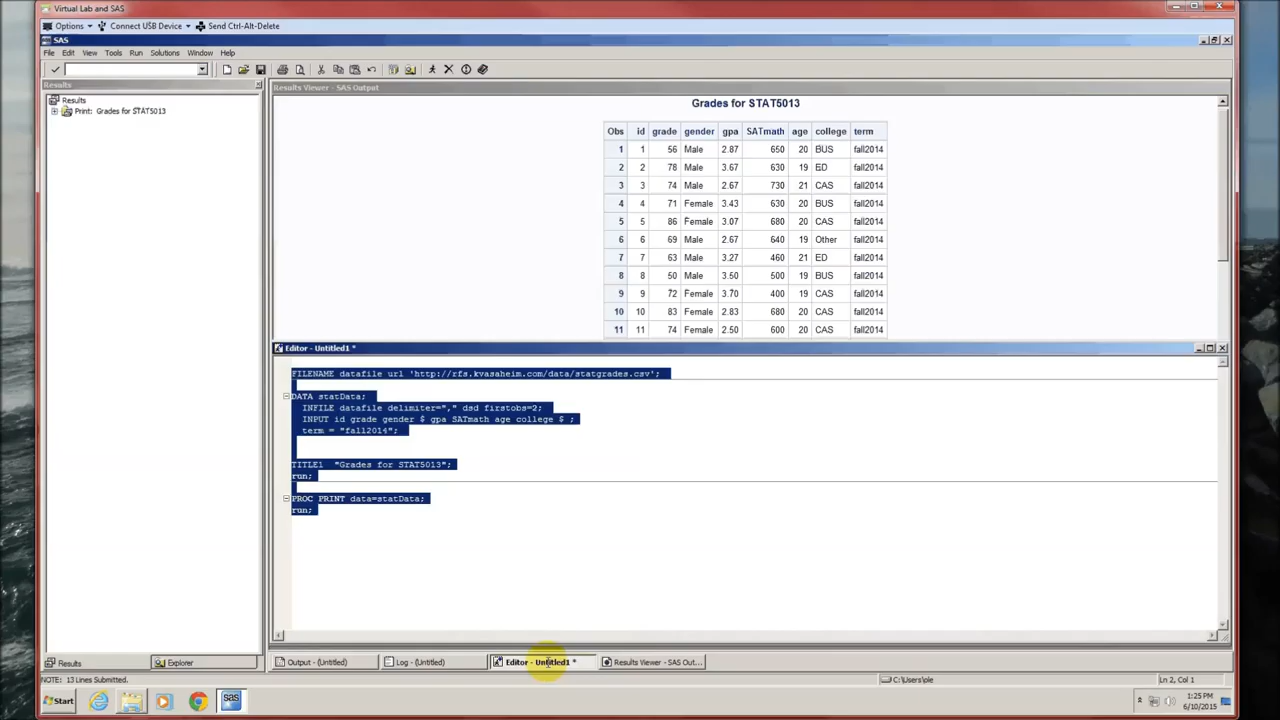 Virtual Lab and SAS
Options Connect USB Device Send Ctrl-Alt-Delete
SAS
File Edit View Tools Run Solutions Window Help
Results
Results Viewer - SAS Output
Results
Print: Grades for STAT5013
Grades for STAT5013
Obs id grade gender gpa SATmath age college term
1 1 56 Male 2.87 650 20 BUS fall2014
2 2 78 Male 3.67 630 19 ED fall2014
3 3 74 Male 2.67 730 21 CAS fall2014
4 4 71 Female 3.43 630 20 BUS fall2014
5 5 86 Female 3.07 680 20 CAS fall2014
6 6 69 Male 2.67 640 19 Other fall2014
7 7 63 Male 3.27 460 21 ED fall2014
8 8 50 Male 3.50 500 19 BUS fall2014
9 9 72 Female 3.70 400 19 CAS fall2014
10 10 83 Female 2.83 680 20 CAS fall2014
11 11 74 Female 2.50 600 20 CAS fall2014
Editor - Untitled1 *
FILENAME datafile url 'http://rfs.kvasaheim.com/data/statgrades.csv';
DATA statData;
INFILE datafile delimiter="," dsd firstobs=2;
INPUT id grade gender $ gpa SATmath age college $ ;
term = "fall2014";
TITLE1 "Grades for STAT5013";
run;
PROC PRINT data=statData;
run;
Results Explorer
Output - (Untitled) Log - (Untitled) Editor - Untitled1 * Results Viewer - SAS Out...
NOTE: 13 Lines Submitted. C:\Users\ple Ln 2, Col 1
Start sas 1:25 PM
6/10/2015